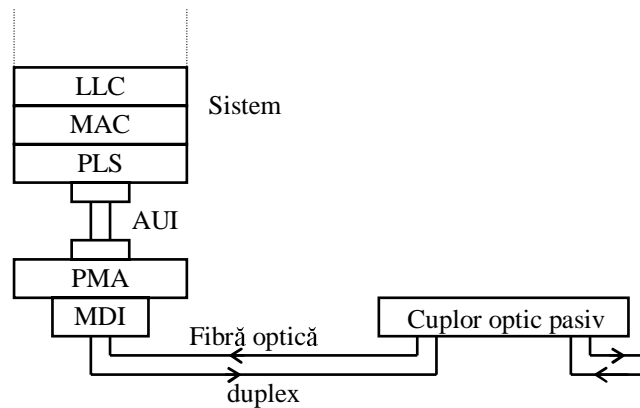 LLC
Sistem
MAC
PLS
AUI
PMA
MDI
Cuplor optic pasiv
Fibră optică
duplex